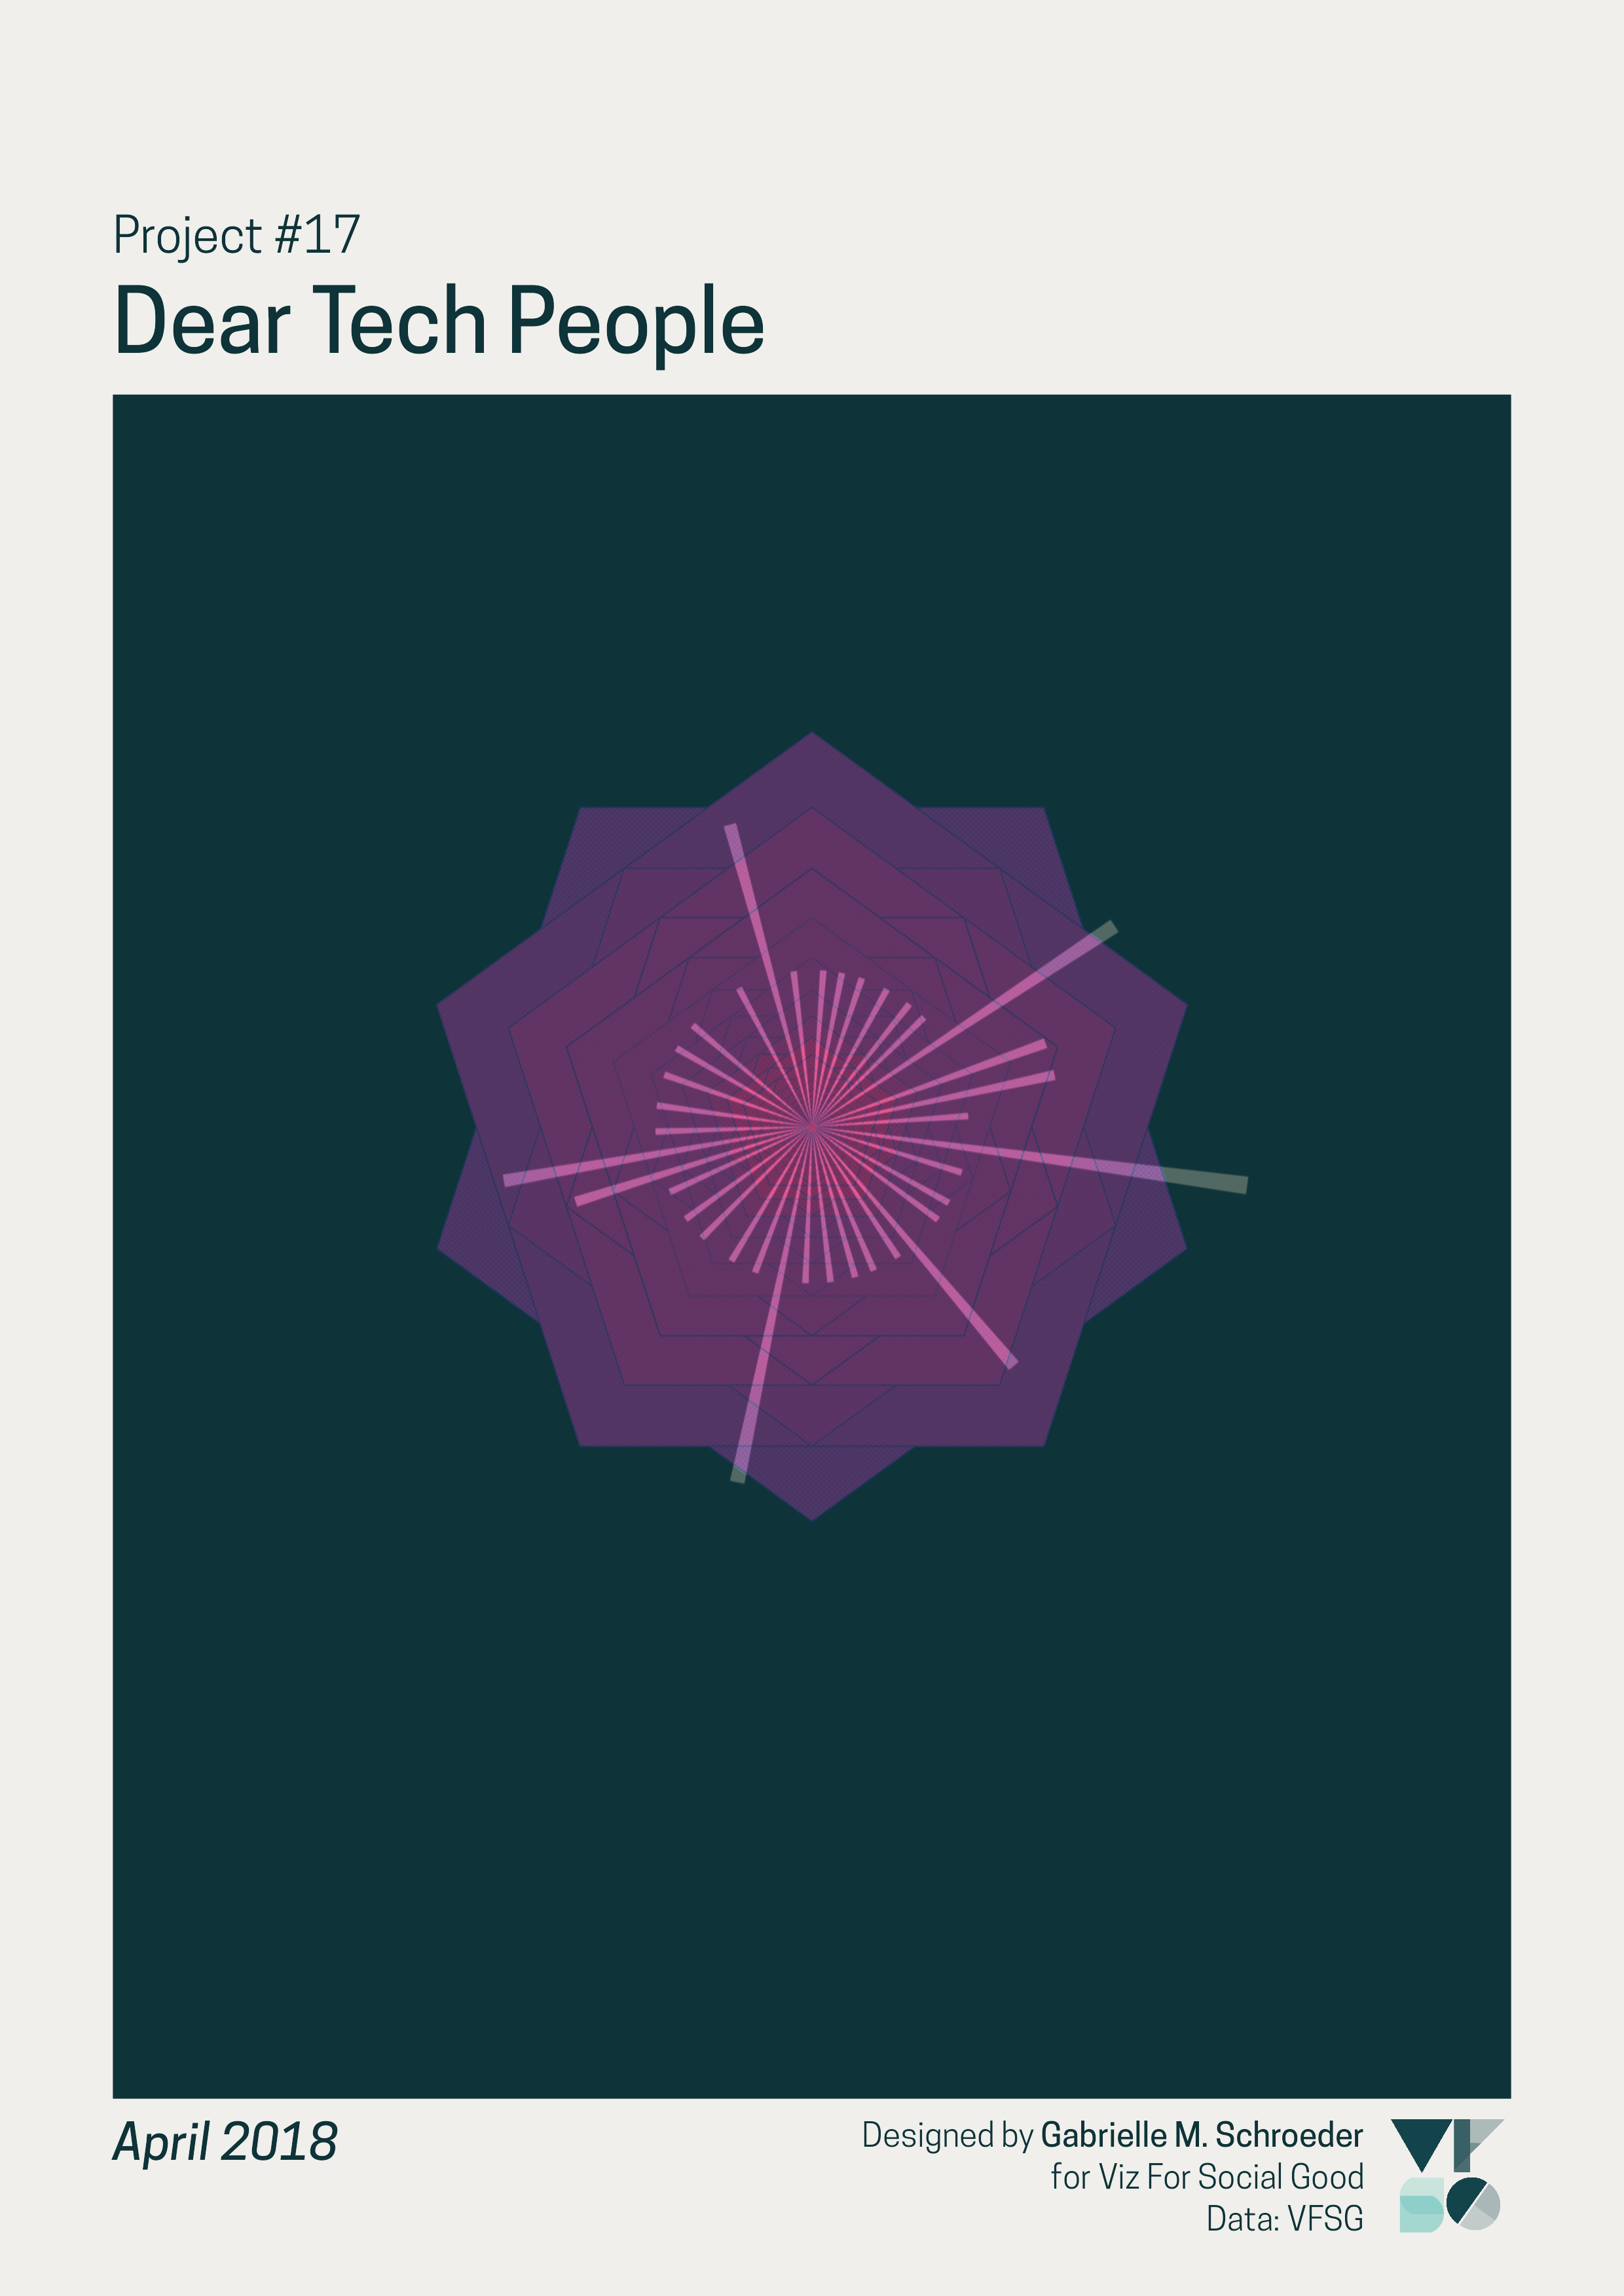 Project #17
Dear Tech People
April 2018
Designed by Gabrielle M. Schroeder
for Viz For Social Good
Data: VFSG